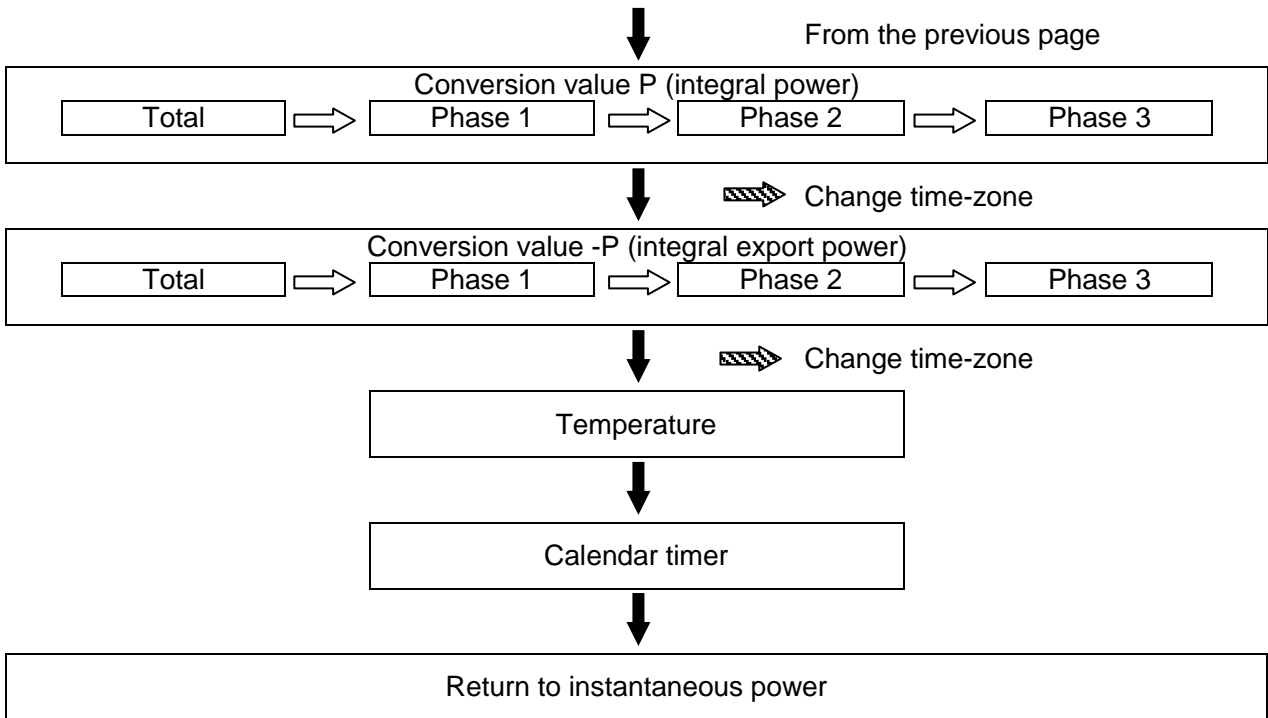 From the previous page
Conversion value P (integral power)
Total Phase 1 Phase 2 Phase 3
Change time-zone
Conversion value -P (integral export power)
Total Phase 1 Phase 2 Phase 3
Change time-zone
Temperature
Calendar timer
Return to instantaneous power